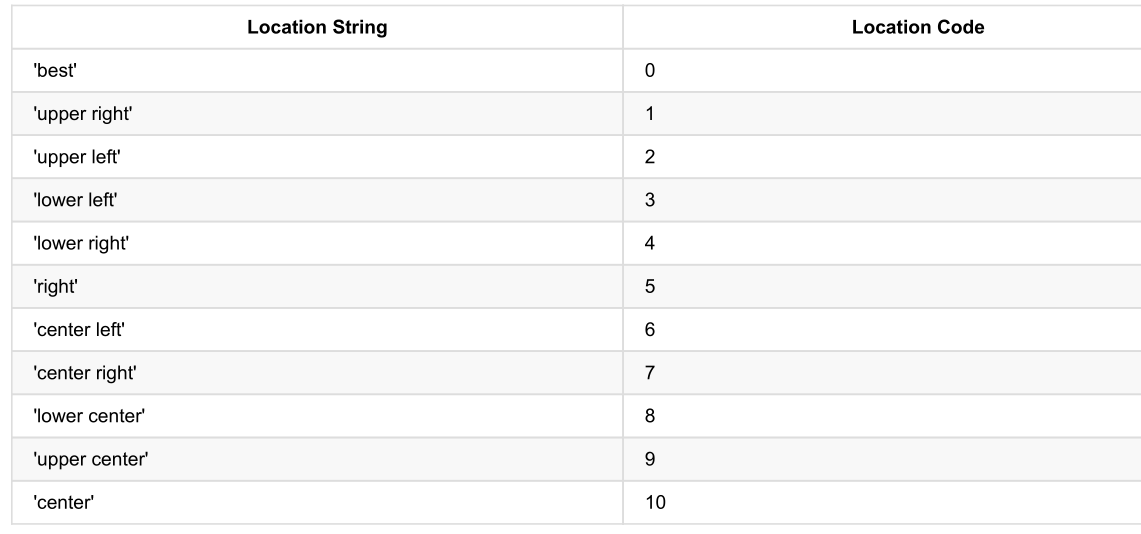 Location String Location Code
'best' 0
'upper right' 1
'upper left' 2
'lower left' 3
'lower right' 4
'right' 5
'center left' 6
'center right' 7
'lower center' 8
'upper center' 9
'center' 10